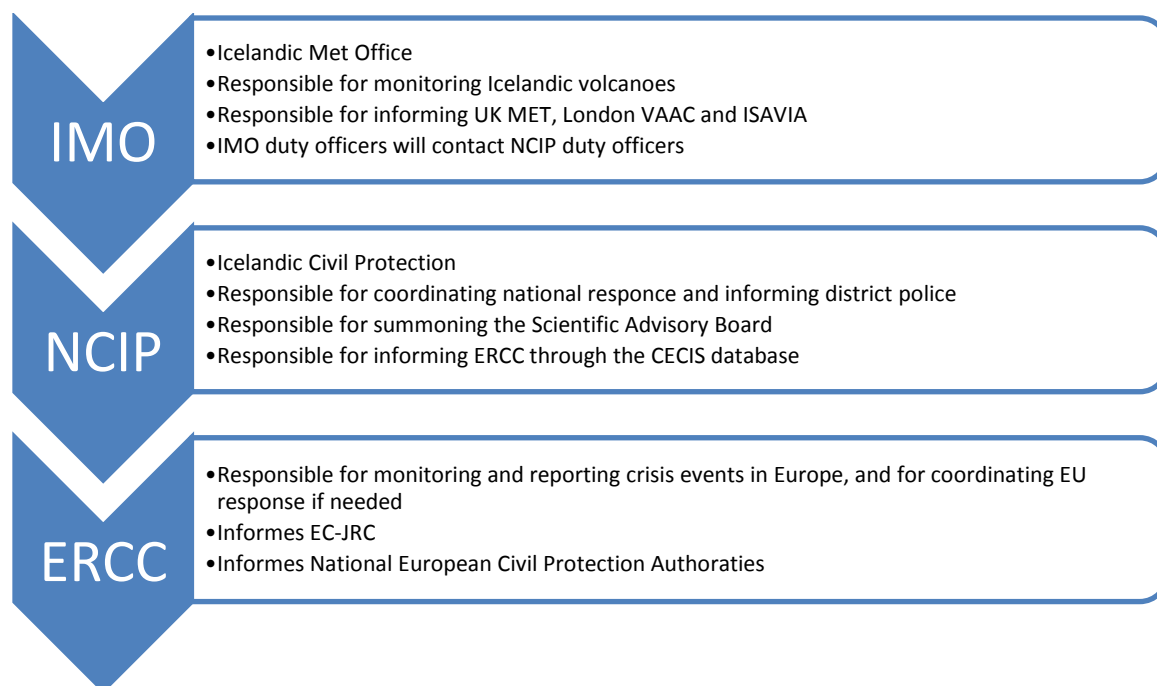 IMO
•Icelandic Met Office
•Responsible for monitoring Icelandic volcanoes
•Responsible for informing UK MET, London VAAC and ISAVIA
•IMO duty officers will contact NCIP duty officers
NCIP
•Icelandic Civil Protection
•Responsible for coordinating national responce and informing district police
•Responsible for summoning the Scientific Advisory Board
•Responsible for informing ERCC through the CECIS database
ERCC
•Responsible for monitoring and reporting crisis events in Europe, and for coordinating EU
response if needed
•Informes EC-JRC
•Informes National European Civil Protection Authoraties